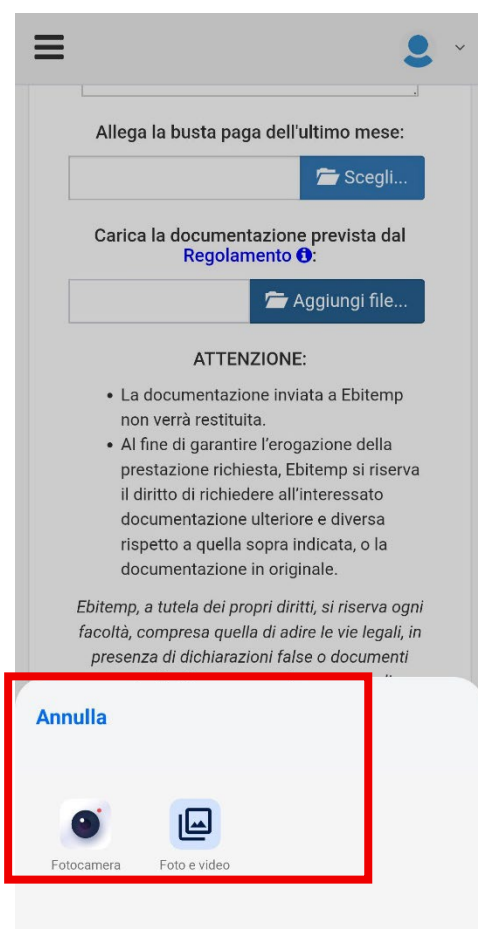 Allega la busta paga dell'ultimo mese:
Scegli...
Carica la documentazione prevista dal
Regolamento :
Aggiungi file...
ATTENZIONE:
• La documentazione inviata a Ebitemp
non verrà restituita.
• Al fine di garantire l'erogazione della
prestazione richiesta, Ebitemp si riserva
il diritto di richiedere all'interessato
documentazione ulteriore e diversa
rispetto a quella sopra indicata, o la
documentazione in originale.
Ebitemp, a tutela dei propri diritti, si riserva ogni
facoltà, compresa quella di adire le vie legali, in
presenza di dichiarazioni false o documenti
Annulla
Fotocamera
Foto e video